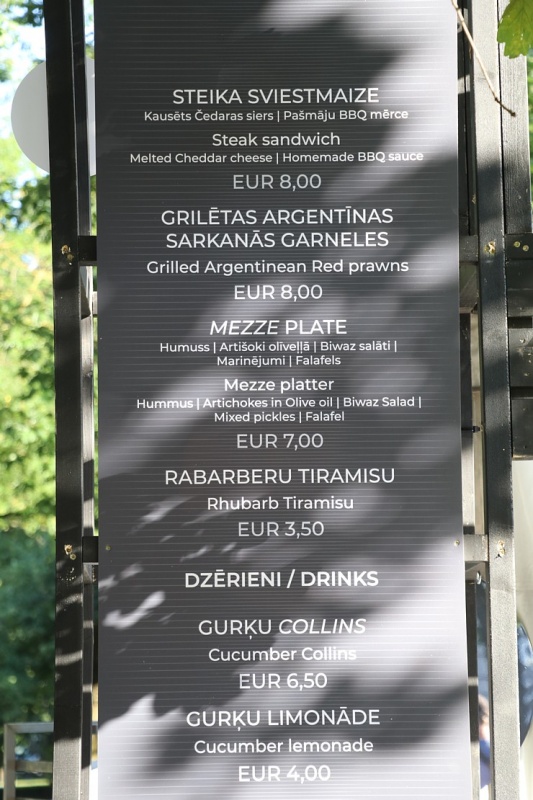 STEIKA SVIESTMAIZE
Kausēts Čedaras siers | Pašmāju BBQ mērce
Steak sandwich
Melted Cheddar cheese | Homemade BBQ sauce
EUR 8,00
GRILĒTAS ARGENTĪNAS
SARKANĀS GARNELES
Grilled Argentinean Red prawns
EUR 8,00
MEZZE PLATE
Humuss | Artišoki olīveļļā | Biwaz salāti |
Marinējumi | Falafels
Mezze platter
Hummus | Artichokes in Olive oil | Biwaz Salad |
Mixed pickles | Falafel
EUR 7,00
RABARBERU TIRAMISU
Rhubarb Tiramisu
EUR 3,50
DZĒRIENI / DRINKS
GURĶU COLLINS
Cucumber Collins
EUR 6,50
GURĶU LIMONĀDE
Cucumber lemonade
EUR 4,00